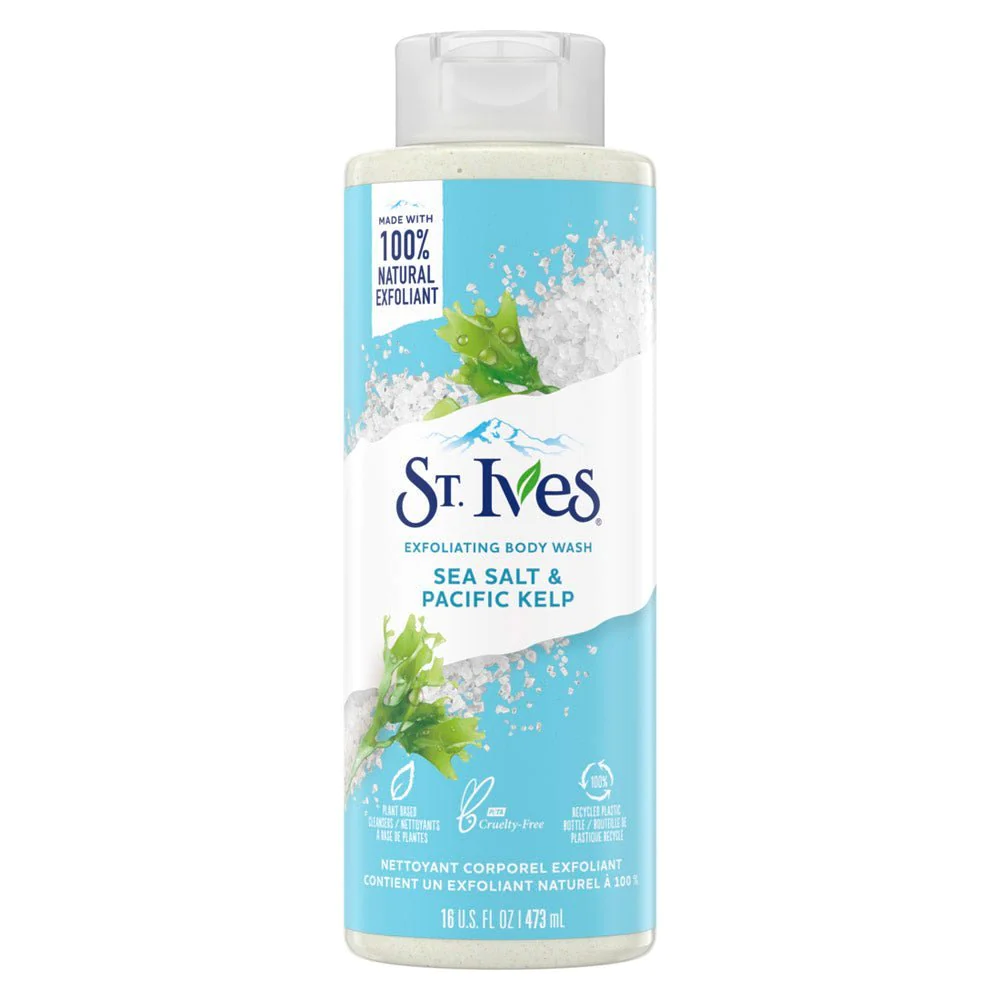 MADE WITH
100%
NATURAL
EXFOLIANT
ST. IVES®
EXFOLIATING BODY WASH
SEA SALT &
PACIFIC KELP
PLANT BASED
CLEANSERS / NETTOYANTS
À BASE DE PLANTES
PETA
Cruelty-Free
100%
RECYCLED PLASTIC
BOTTLE / BOUTEILLE DE
PLASTIQUE RECYCLÉ
NETTOYANT CORPOREL EXFOLIANT
CONTIENT UN EXFOLIANT NATUREL À 100 %
16 U.S. FL OZ | 473 mL